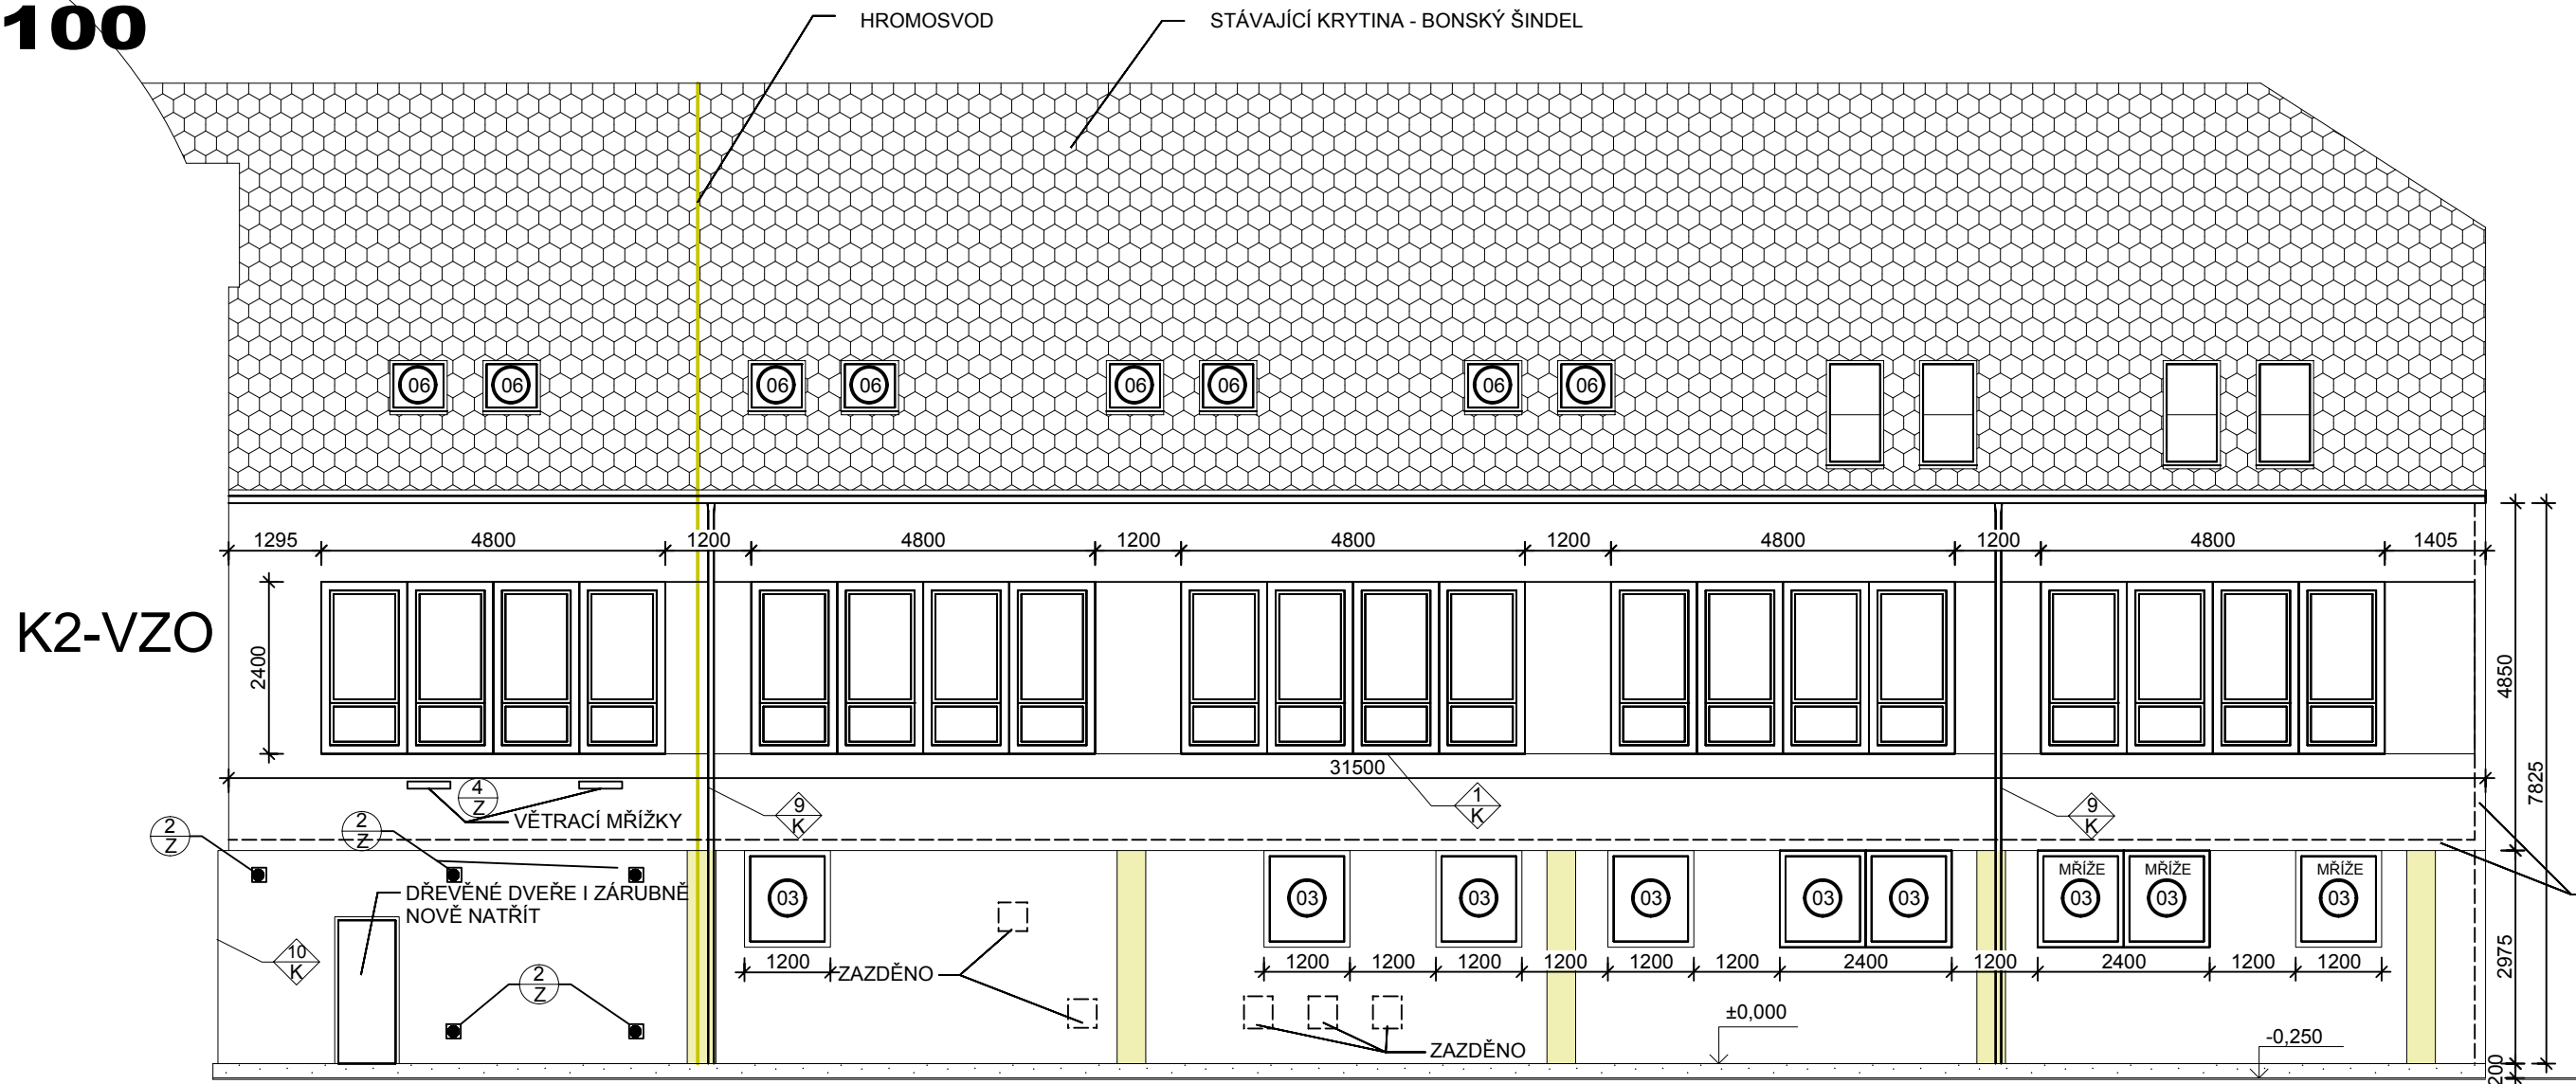 100
HROMOSVOD
STÁVAJÍCÍ KRYTINA - BONSKÝ ŠINDEL
06 06 06 06 06 06 06 06
1295 4800 1200 4800 1200 4800 1200 4800 1200 4800 1405
K2-VZO
2400
4850
7825
31500
4
Z
VĚTRACÍ MŘÍŽKY
9
K
1
K
9
K
2
Z
2
Z
DŘEVĚNÉ DVEŘE I ZÁRUBNĚ
NOVĚ NATŘÍT
MŘÍŽE MŘÍŽE MŘÍŽE
03 03 03 03 03 03 03 03 03
10
K
2
Z
1200 1200 1200 1200 1200 1200 1200 2400 1200 2400 1200 1200
2975
ZAZDĚNO
±0,000
-0,250
ZAZDĚNO
200